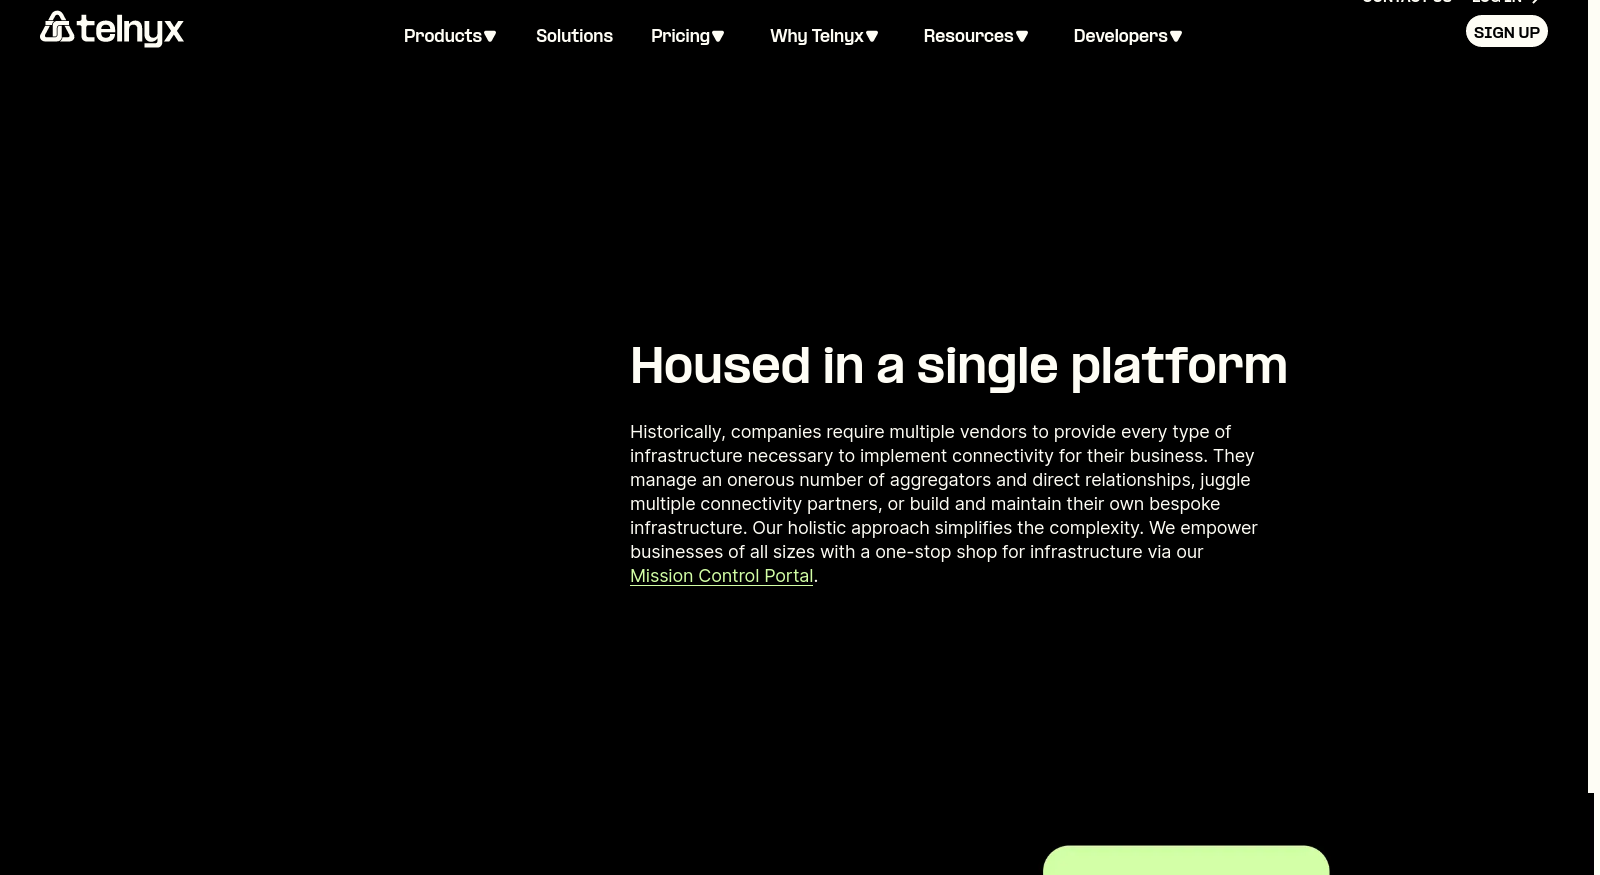 CONTACT US LOG IN
telnyx
Products Solutions Pricing Why Telnyx Resources Developers
SIGN UP
Housed in a single platform
Historically, companies require multiple vendors to provide every type of
infrastructure necessary to implement connectivity for their business. They
manage an onerous number of aggregators and direct relationships, juggle
multiple connectivity partners, or build and maintain their own bespoke
infrastructure. Our holistic approach simplifies the complexity. We empower
businesses of all sizes with a one-stop shop for infrastructure via our
Mission Control Portal.